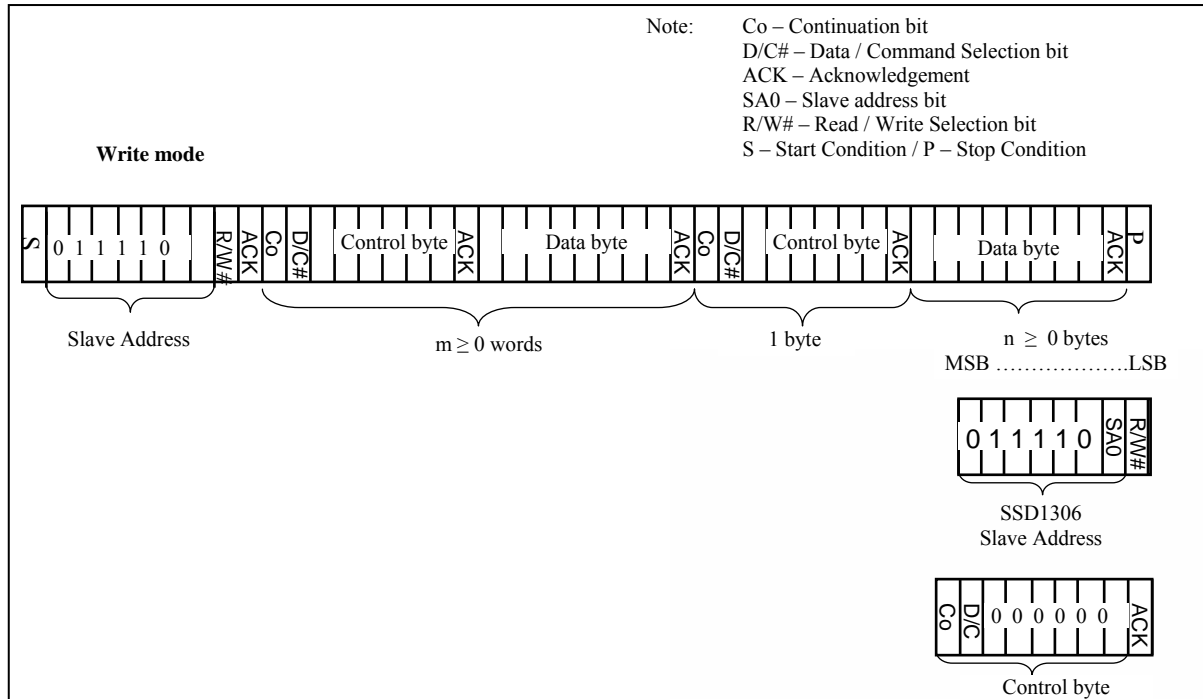 Note: Co – Continuation bit
D/C# – Data / Command Selection bit
ACK – Acknowledgement
SA0 – Slave address bit
R/W# – Read / Write Selection bit
S – Start Condition / P – Stop Condition
Write mode
S 0 1 1 1 1 0 R/W# ACK Co D/C# Control byte ACK Data byte ACK Co D/C# Control byte ACK Data byte ACK P
Slave Address m ≥ 0 words 1 byte n ≥ 0 bytes
MSB ………………….LSB
0 1 1 1 1 0 SA0 R/W#
SSD1306
Slave Address
Co D/C 0 0 0 0 0 0 ACK
Control byte